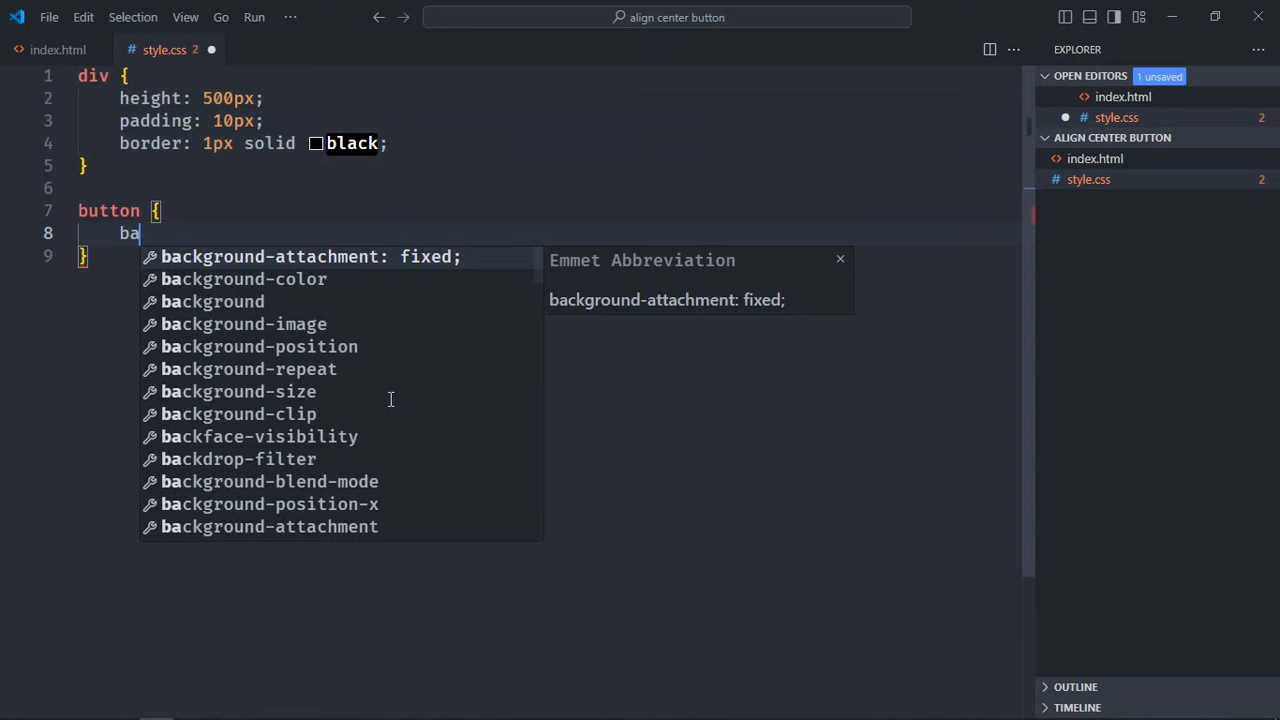 File Edit Selection View Go Run ··· ← → align center button
index.html # style.css 2 ● ···
EXPLORER ···
OPEN EDITORS 1 unsaved
<> index.html
● # style.css 2
ALIGN CENTER BUTTON
<> index.html
# style.css 2
OUTLINE
TIMELINE
1 div {
2 height: 500px;
3 padding: 10px;
4 border: 1px solid black;
5 }
6
7 button {
8 ba
9 }
background-attachment: fixed;
background-color
background
background-image
background-position
background-repeat
background-size
background-clip
backface-visibility
backdrop-filter
background-blend-mode
background-position-x
background-attachment
Emmet Abbreviation ×
background-attachment: fixed;